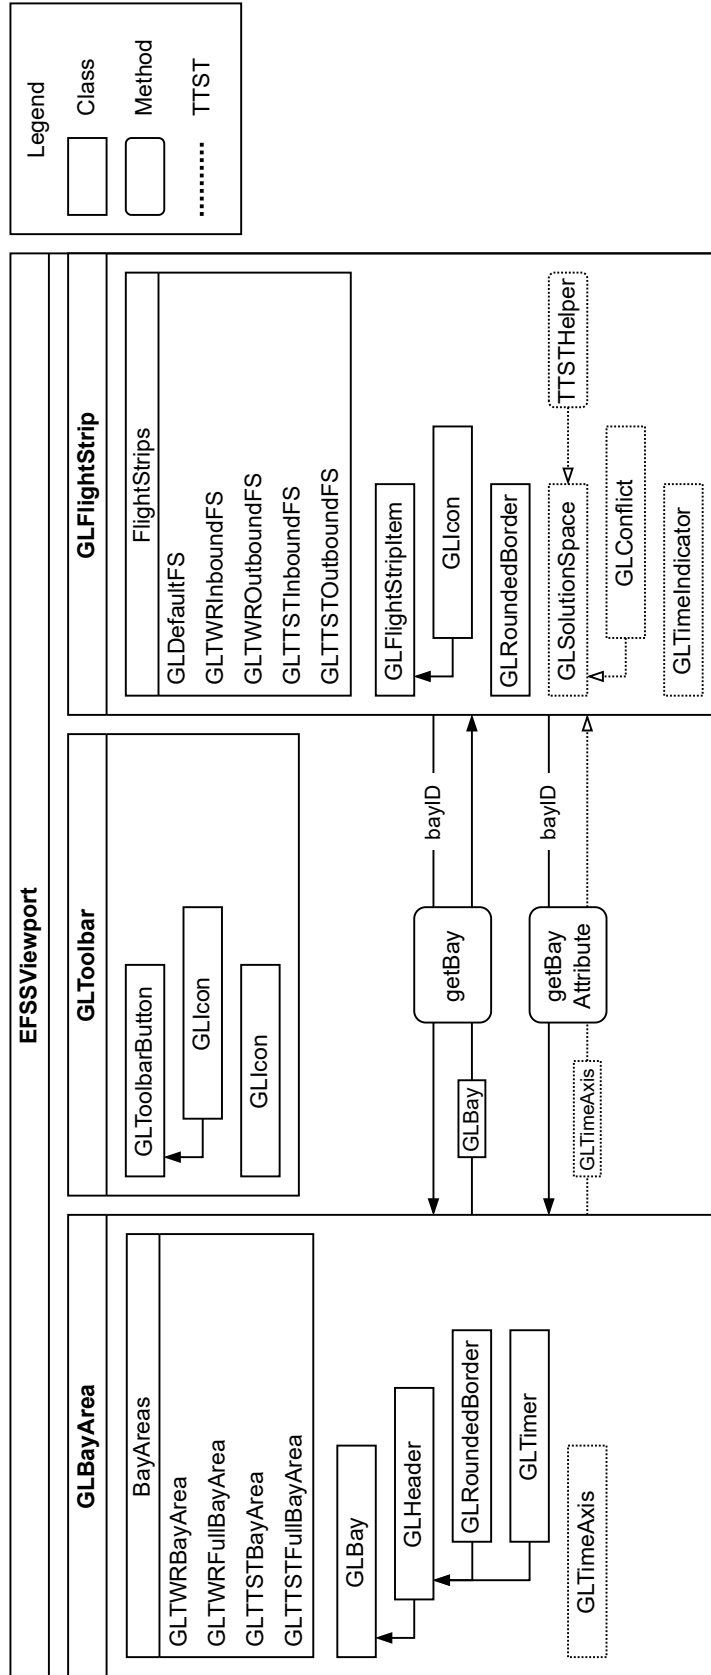 EFSSViewport
GLBayArea
BayAreas
GLTWRBayArea
GLTWRFullBayArea
GLTTSTBayArea
GLTTSTFullBayArea
GLBay
GLHeader
GLRoundedBorder
GLTimer
GLTimeAxis
GLToolbar
GLToolbarButton
GLIcon
GLIcon
getBay
bayID
GLBay
getBay
Attribute
bayID
GLTimeAxis
GLFlightStrip
FlightStrips
GLDefaultFS
GLTWRInboundFS
GLTWROutboundFS
GLTTSTInboundFS
GLTTSTOutboundFS
GLFlightStripItem
GLIcon
GLRoundedBorder
GLSolutionSpace
TTSTHelper
GLConflict
GLTimeIndicator
Legend
Class
Method
TTST